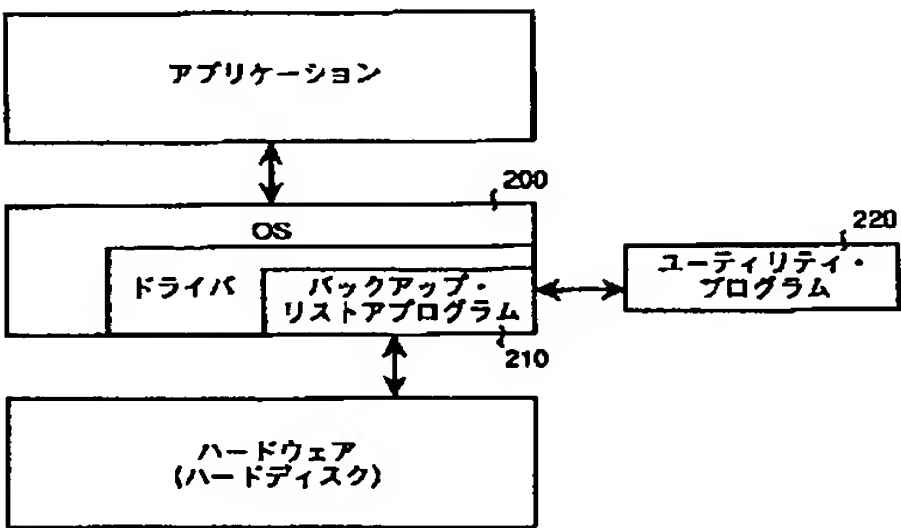 アプリケーション
200
OS
220
ドライバ
バックアップ・
リストアプログラム
ユーティリティ・
プログラム
210
ハードウェア
(ハードディスク)